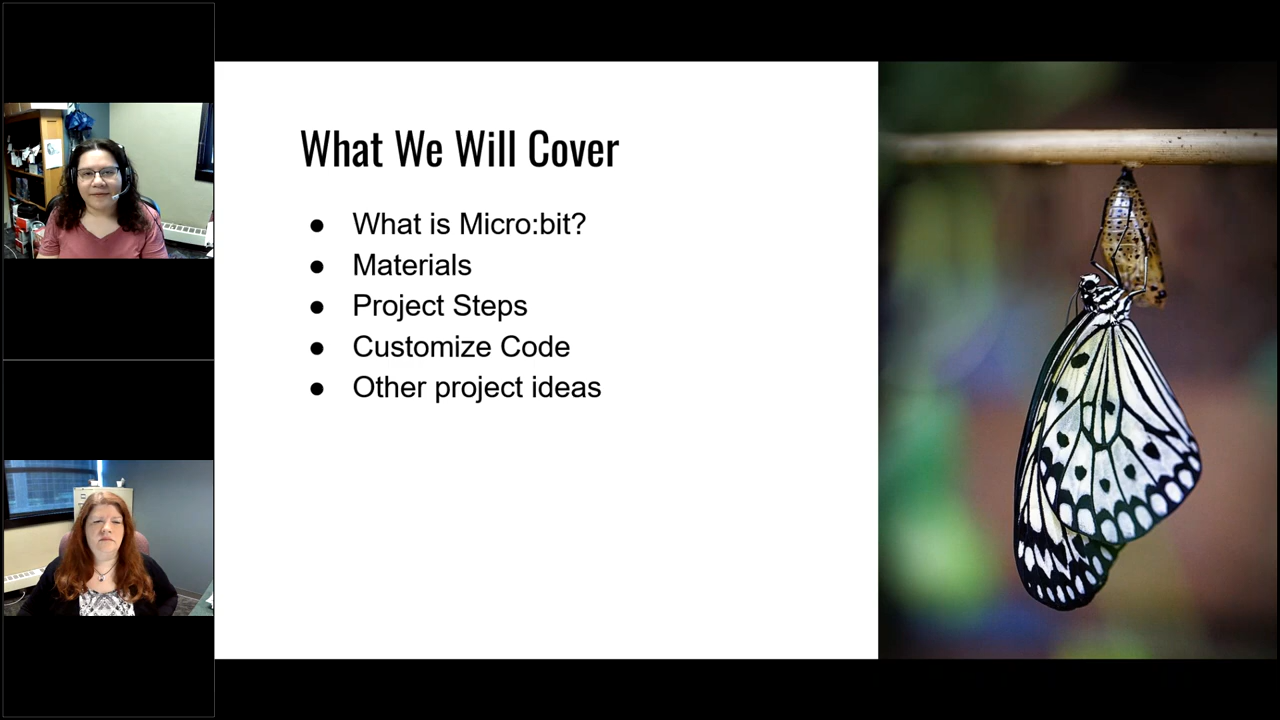 What We Will Cover
● What is Micro:bit?
● Materials
● Project Steps
● Customize Code
● Other project ideas